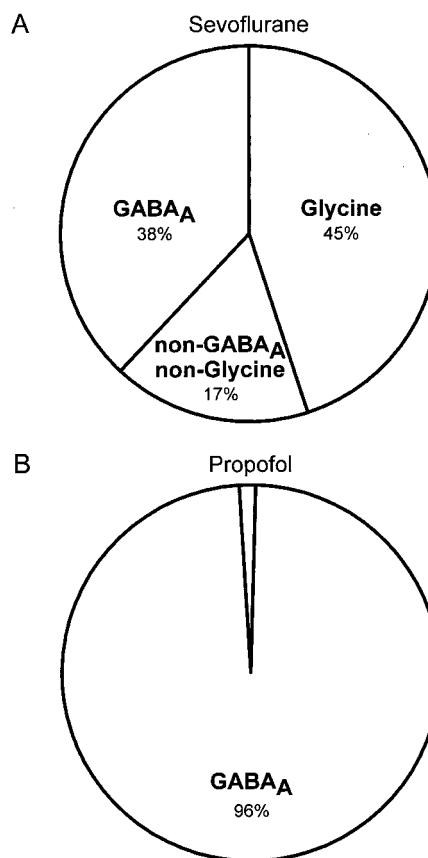 A
Sevoflurane
GABAA
38%
Glycine
45%
non-GABAA
non-Glycine
17%
B
Propofol
GABAA
96%